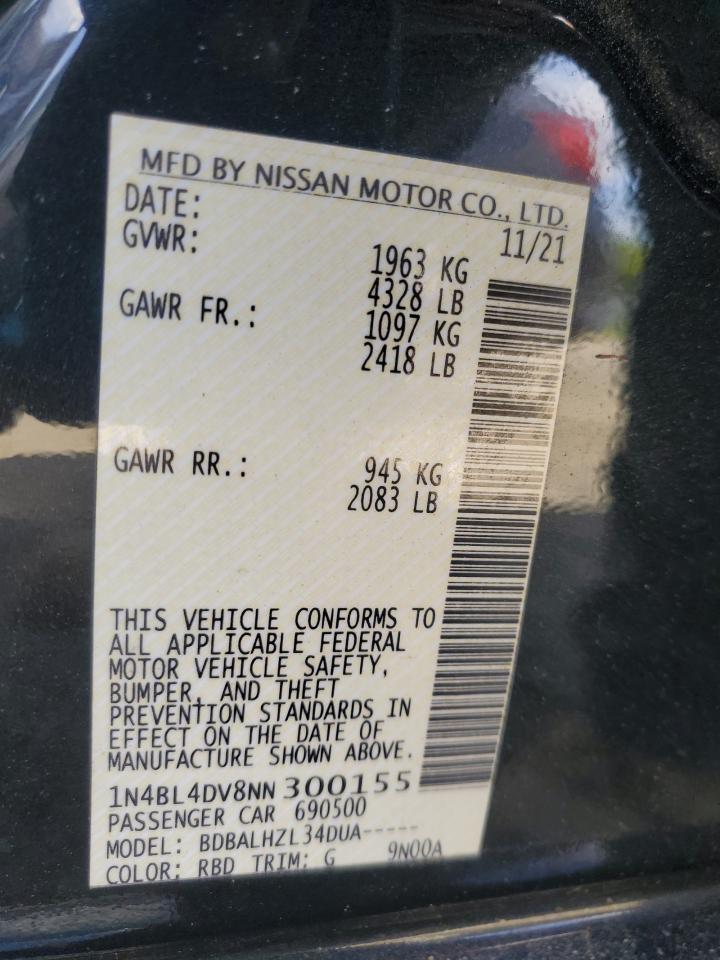 MFD BY NISSAN MOTOR CO., LTD.
DATE: 11/21
GVWR: 1963 KG
4328 LB
GAWR FR.: 1097 KG
2418 LB
GAWR RR.: 945 KG
2083 LB
THIS VEHICLE CONFORMS TO
ALL APPLICABLE FEDERAL
MOTOR VEHICLE SAFETY,
BUMPER, AND THEFT
PREVENTION STANDARDS IN
EFFECT ON THE DATE OF
MANUFACTURE SHOWN ABOVE.
1N4BL4DV8NN300155
PASSENGER CAR 690500
MODEL: BDBALHZL34DUA-----
COLOR: RBD TRIM: G 9N00A